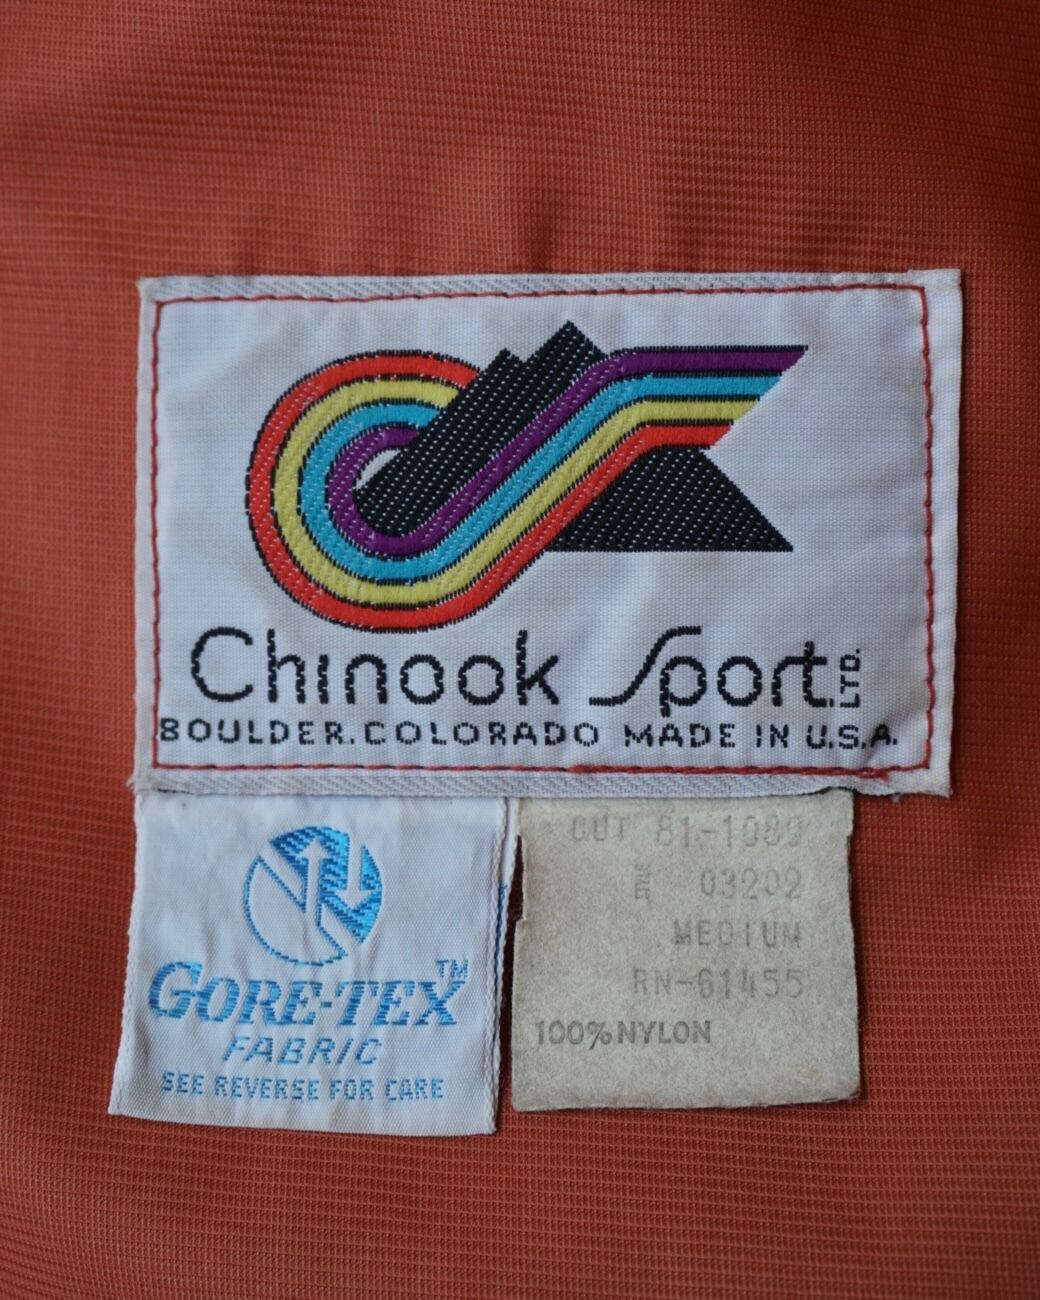 Chinook Sport LTD.
BOULDER. COLORADO MADE IN U.S.A.
GORE-TEX™
FABRIC
SEE REVERSE FOR CARE
CUT 81-1089
03202
MEDIUM
RN-61455
100% NYLON